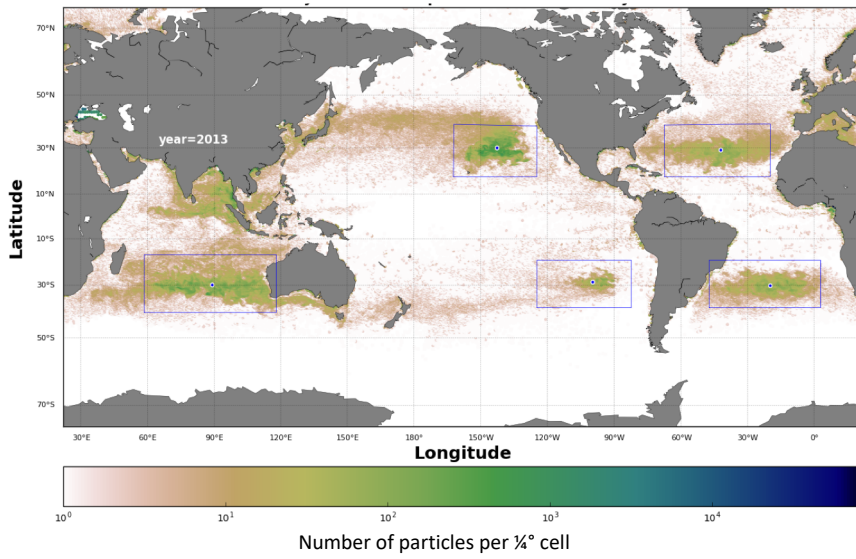 70°N
50°N
30°N
10°N
10°S
30°S
50°S
70°S
Latitude
year=2013
30°E 60°E 90°E 120°E 150°E 180° 150°W 120°W 90°W 60°W 30°W 0°
Longitude
10⁰ 10¹ 10² 10³ 10⁴
Number of particles per ¼° cell